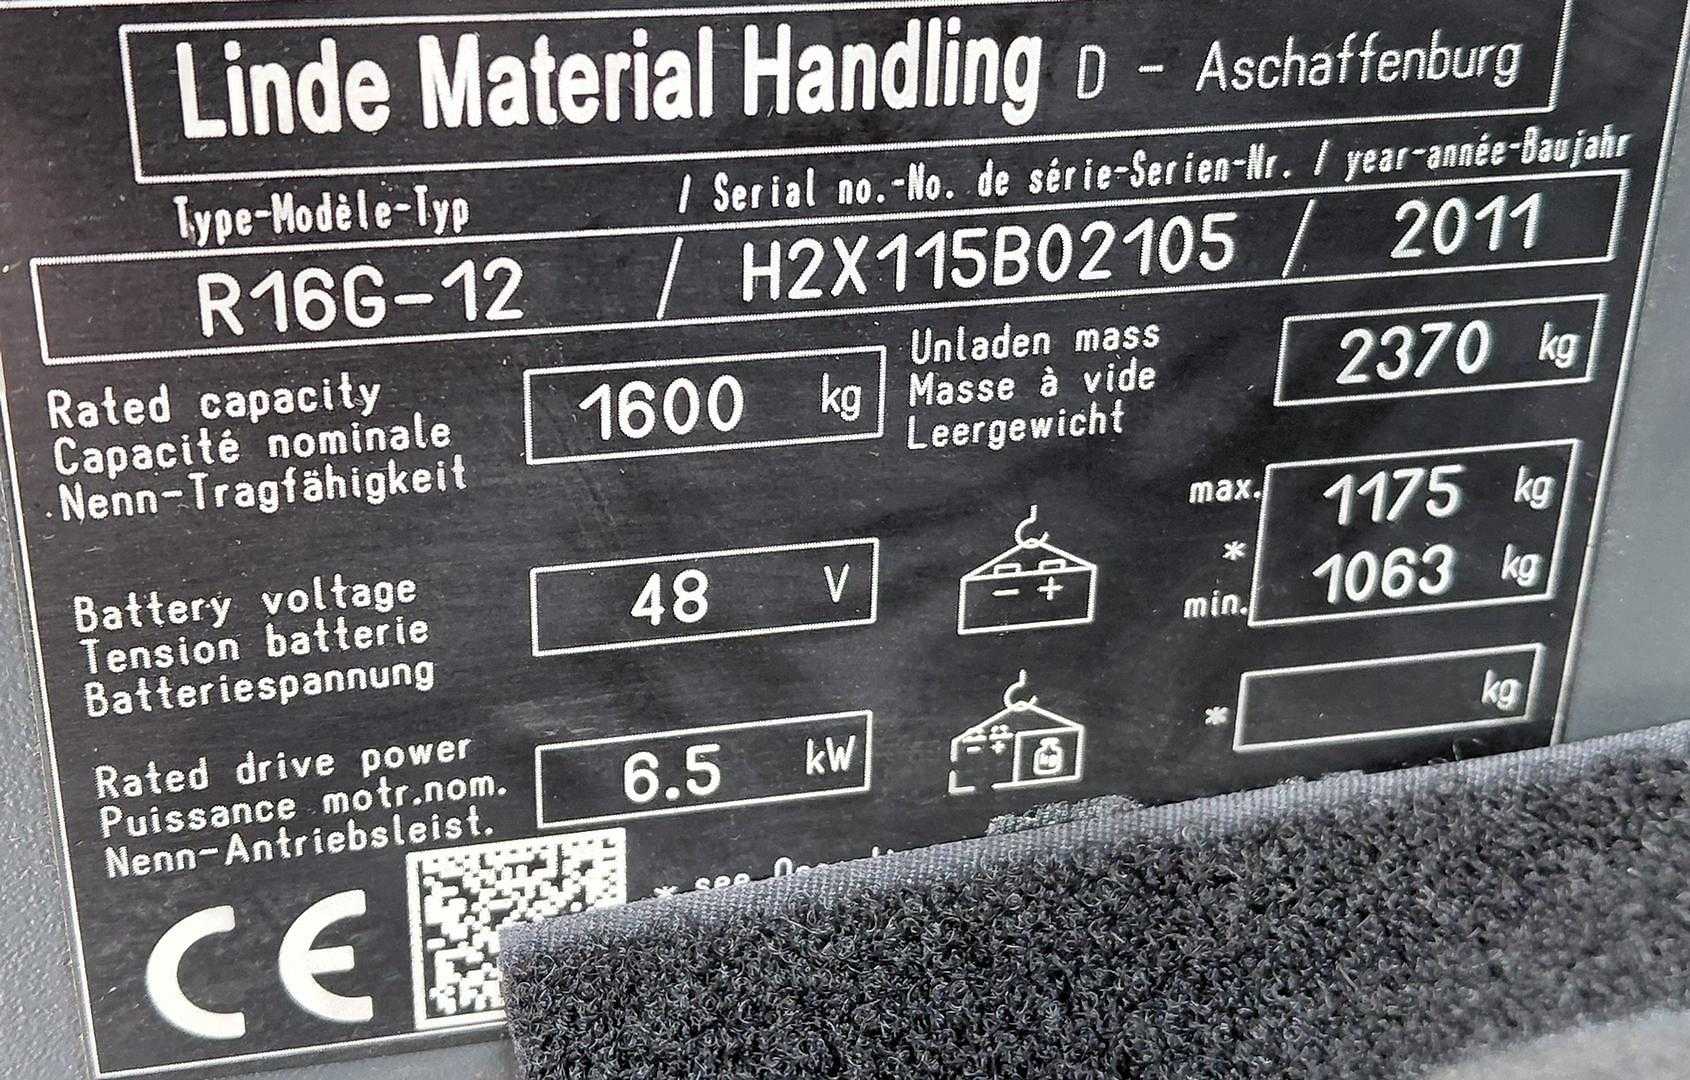 Linde Material Handling D - Aschaffenburg
Type-Modèle-Typ / Serial no.-No. de série-Serien-Nr. / year-année-Baujahr
R16G-12 / H2X115B02105 / 2011
Rated capacity
Capacité nominale
Nenn-Tragfähigkeit
1600 kg
Unladen mass
Masse à vide
Leergewicht
2370 kg
Battery voltage
Tension batterie
Batteriespannung
48 V
- +
max. 1175 kg
*
min. 1063 kg
Rated drive power
Puissance motr.nom.
Nenn-Antriebsleist.
6.5 kW
- +
* kg
CE
* see